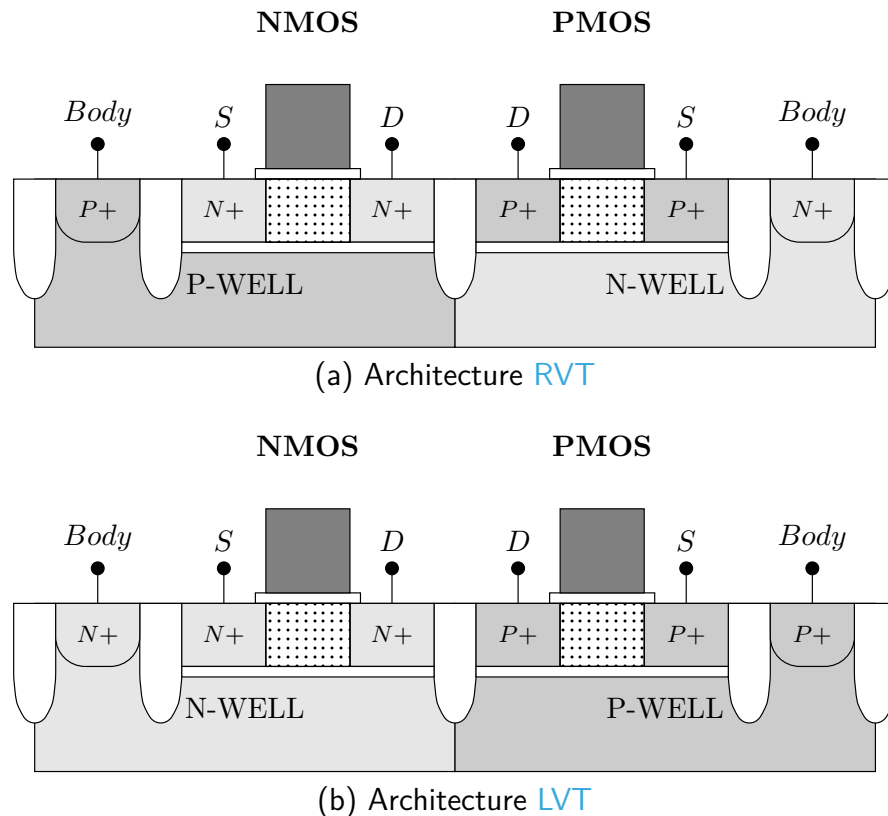 NMOS PMOS
Body S D D S Body
P+ N+ N+ P+ P+ N+
P-WELL N-WELL
(a) Architecture RVT
NMOS PMOS
Body S D D S Body
N+ N+ N+ P+ P+ P+
N-WELL P-WELL
(b) Architecture LVT